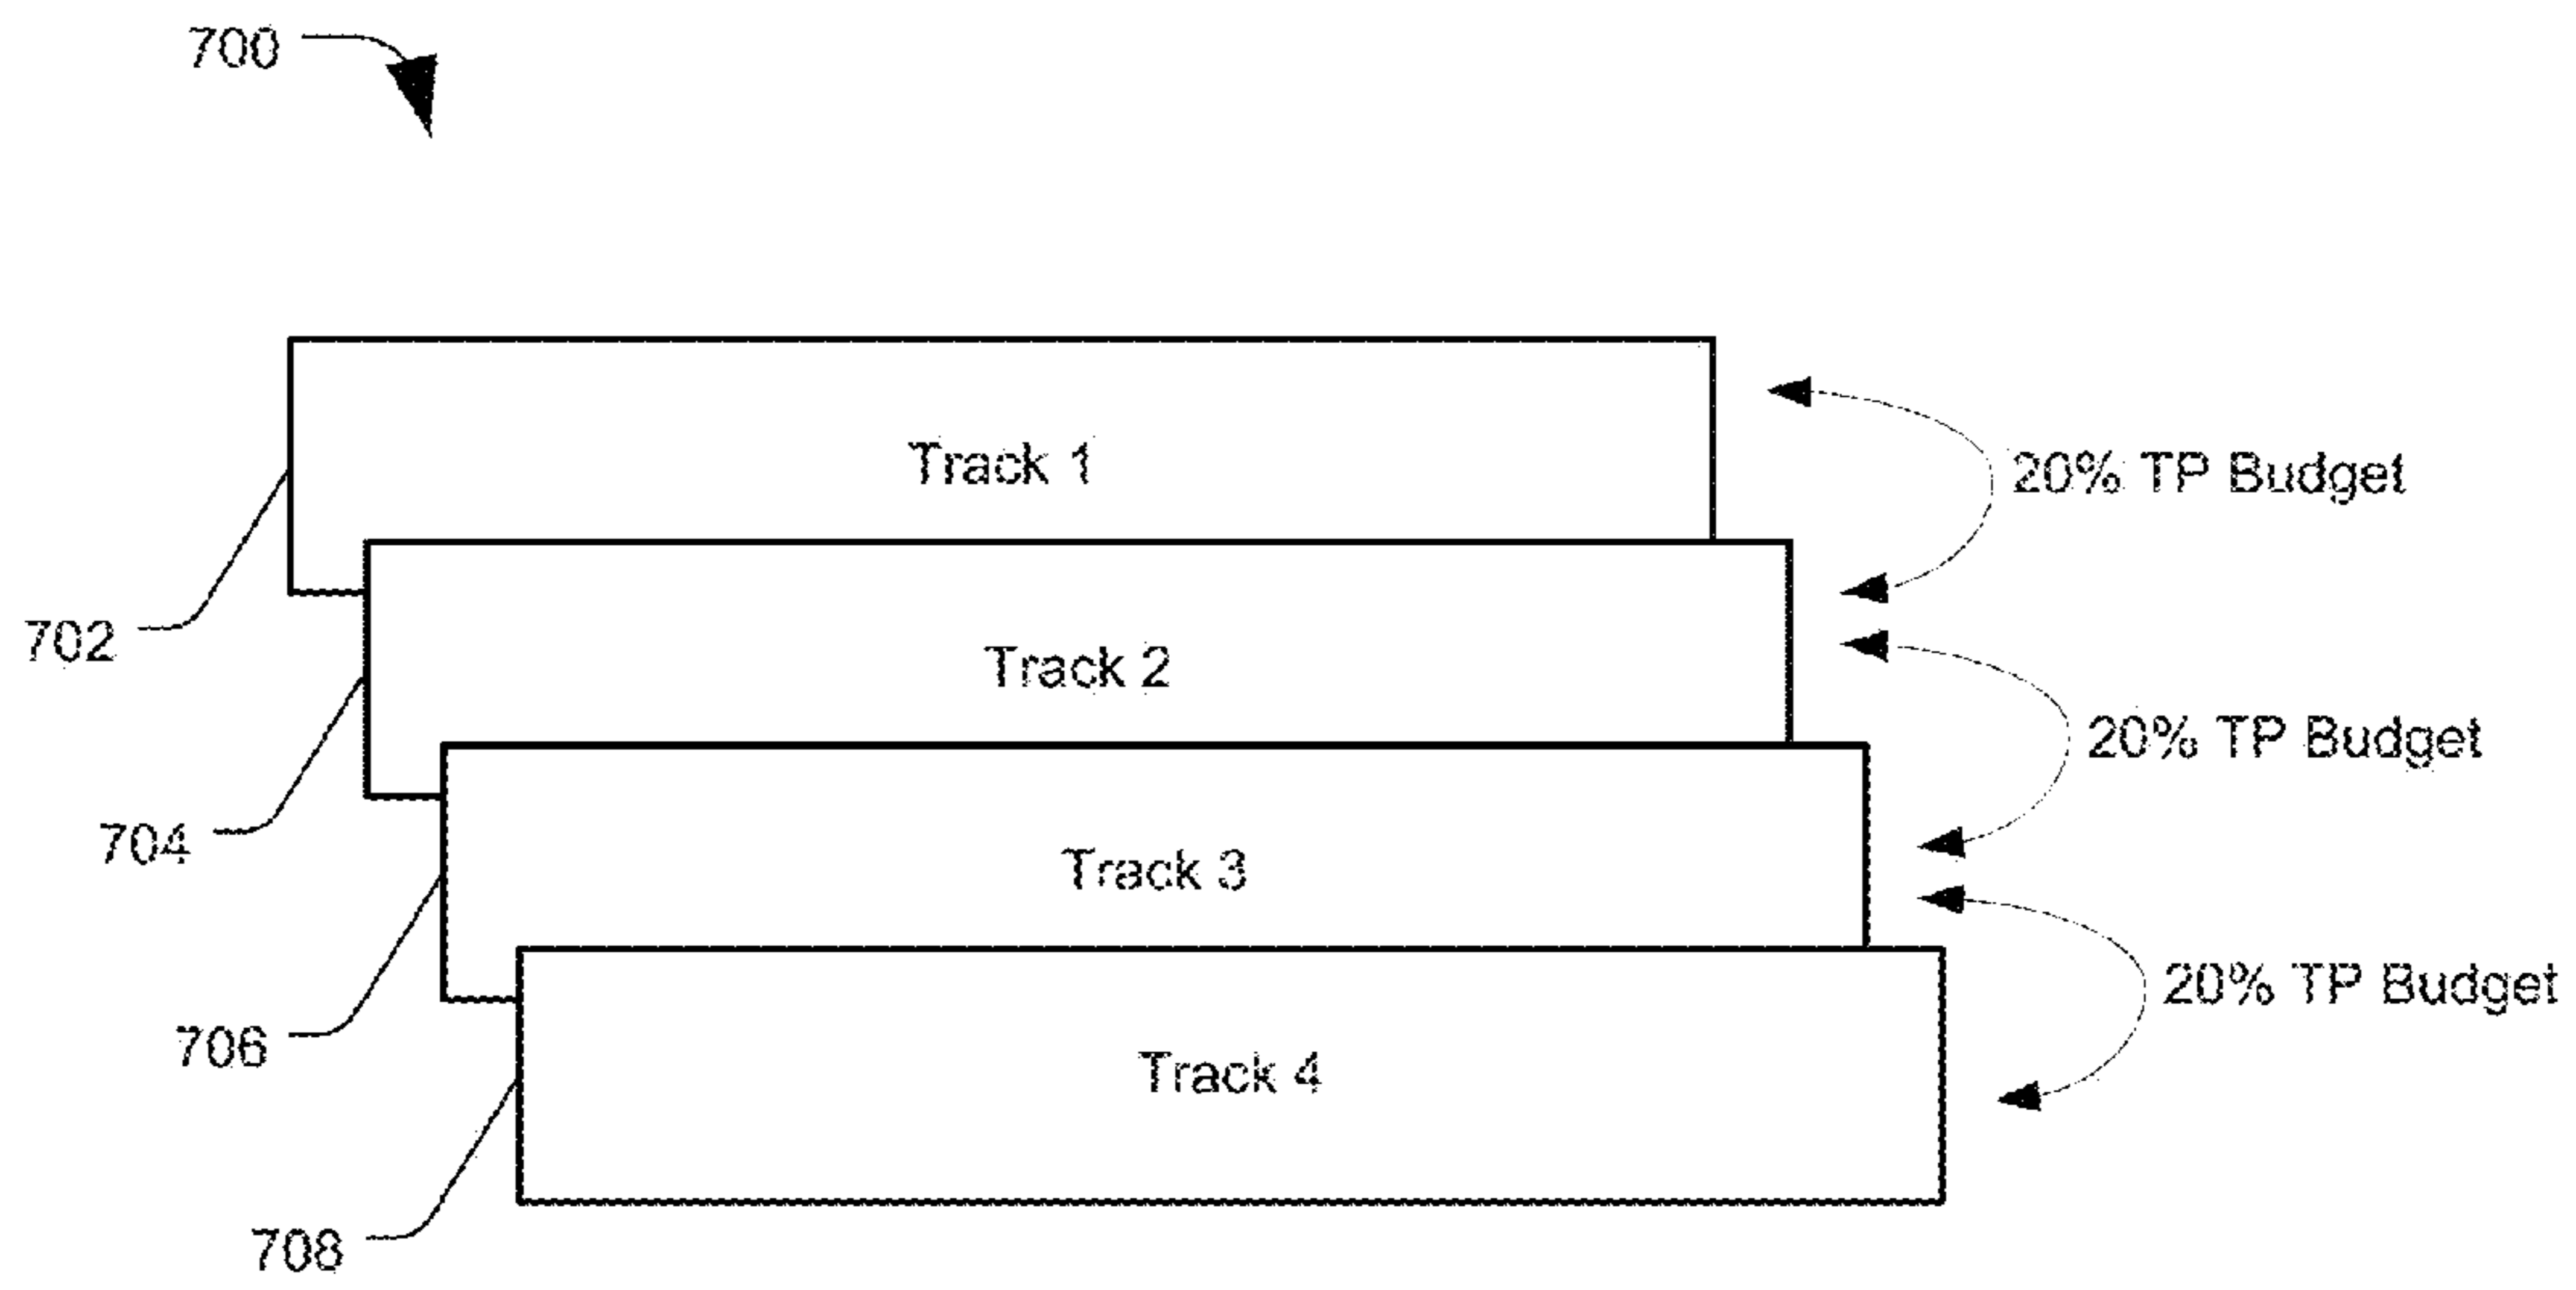 700
Track 1
20% TP Budget
702
Track 2
20% TP Budget
704
Track 3
20% TP Budget
706
Track 4
708